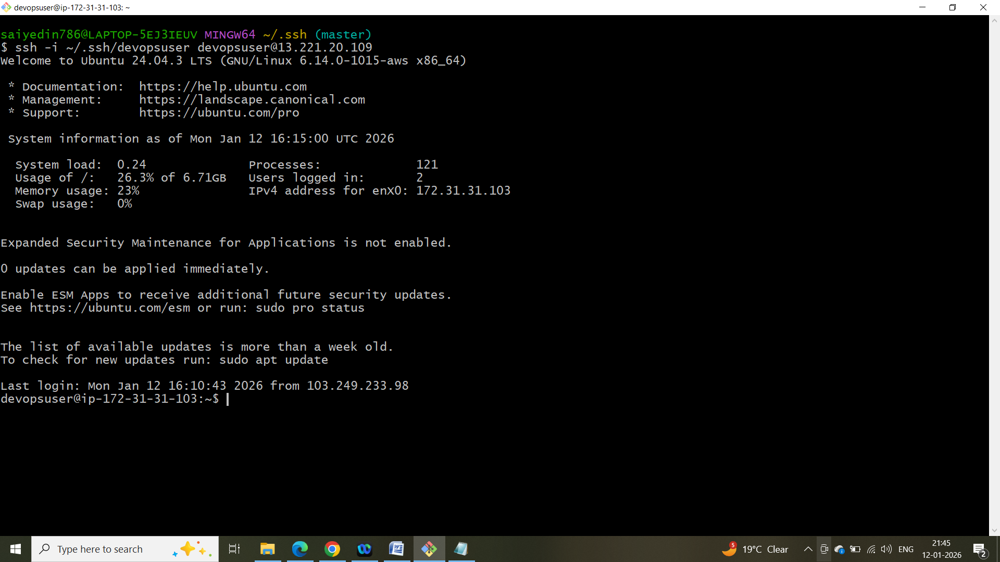 devopsuser@ip-172-31-31-103: ~
saiyedin786@LAPTOP-5EJ3IEUV MINGW64 ~/.ssh (master)
$ ssh -i ~/.ssh/devopsuser devopsuser@13.221.20.109
Welcome to Ubuntu 24.04.3 LTS (GNU/Linux 6.14.0-1015-aws x86_64)
* Documentation: https://help.ubuntu.com
* Management: https://landscape.canonical.com
* Support: https://ubuntu.com/pro
System information as of Mon Jan 12 16:15:00 UTC 2026
System load: 0.24 Processes: 121
Usage of /: 26.3% of 6.71GB Users logged in: 2
Memory usage: 23% IPv4 address for enX0: 172.31.31.103
Swap usage: 0%
Expanded Security Maintenance for Applications is not enabled.
0 updates can be applied immediately.
Enable ESM Apps to receive additional future security updates.
See https://ubuntu.com/esm or run: sudo pro status
The list of available updates is more than a week old.
To check for new updates run: sudo apt update
Last login: Mon Jan 12 16:10:43 2026 from 103.249.233.98
devopsuser@ip-172-31-31-103:~$
Type here to search
5
19°C Clear
ENG
21:45
12-01-2026
2